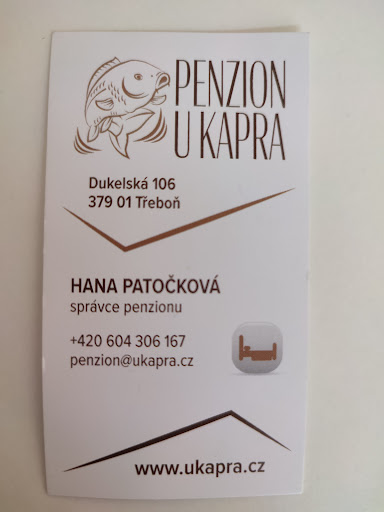 PENZION
U KAPRA
Dukelská 106
379 01 Třeboň
HANA PATOČKOVÁ
správce penzionu
+420 604 306 167
penzion@ukapra.cz
www.ukapra.cz